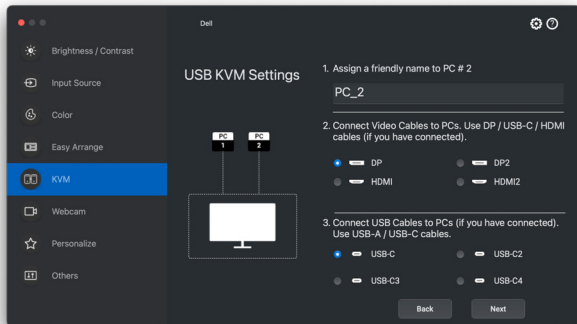 Dell
Brightness / Contrast
Input Source
Color
Easy Arrange
KVM
Webcam
Personalize
Others
USB KVM Settings
PC
1
PC
2
1. Assign a friendly name to PC # 2
PC_2
2. Connect Video Cables to PCs. Use DP / USB-C / HDMI
cables (if you have connected).
DP
DP2
HDMI
HDMI2
3. Connect USB Cables to PCs (if you have connected).
Use USB-A / USB-C cables.
USB-C
USB-C2
USB-C3
USB-C4
Back
Next